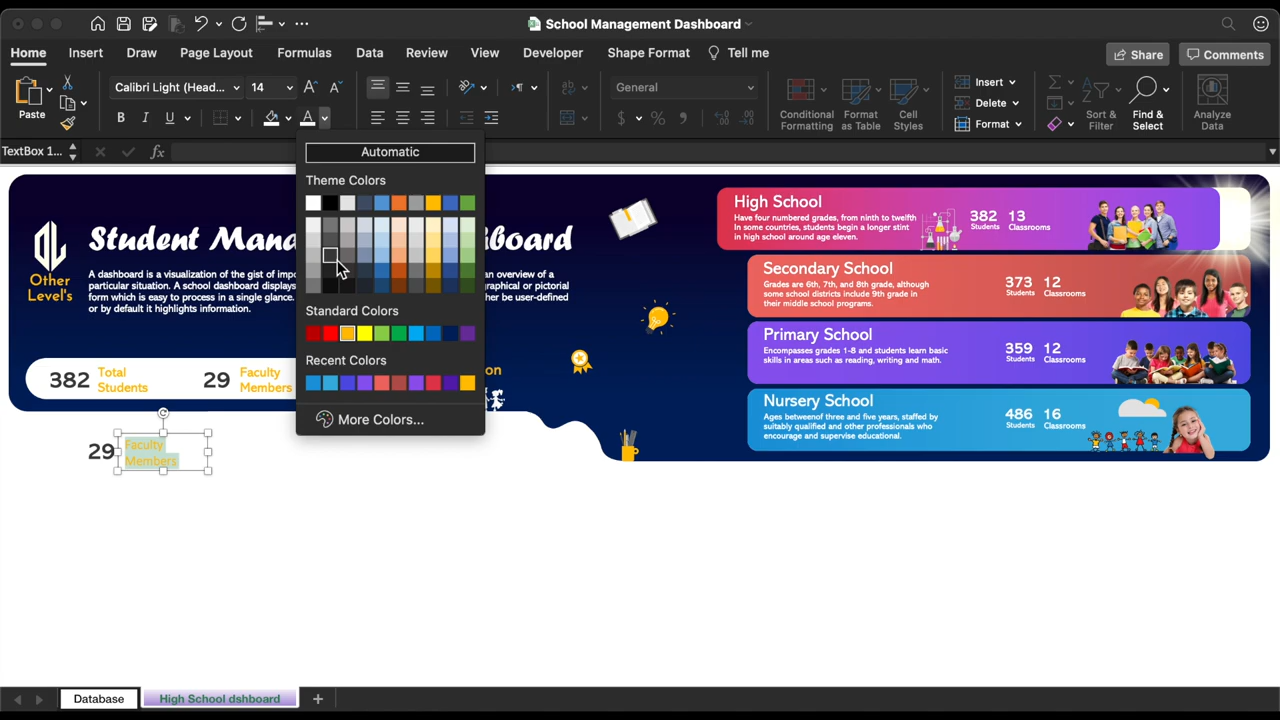 School Management Dashboard
Home Insert Draw Page Layout Formulas Data Review View Developer Shape Format Tell me
Share Comments
Paste
Calibri Light (Head... 14
B I U A
General
$ %
Conditional Formatting
Format as Table
Cell Styles
Insert
Delete
Format
Sort & Filter
Find & Select
Analyze Data
TextBox 1...
fx
Automatic
Theme Colors
Standard Colors
Recent Colors
More Colors...
Other
Level's
Student Mana
board
A dashboard is a visualization of the gist of
particular situation. A school dashboard displays
form which is easy to process in a single glance.
or by default it highlights information.
an overview of a
graphical or pictorial
be user-defined
382 Total
Students
29 Faculty
Members
29 Faculty
Members
High School
Have four numbered grades, from ninth to twelfth
In some countries, students begin a longer stint
in high school around age eleven.
382 13
Students Classrooms
Secondary School
Grades are 6th, 7th, and 8th grade, although
some school districts include 9th grade in
their middle school programs.
373 12
Students Classrooms
Primary School
Encompasses grades 1-8 and students learn basic
skills in areas such as reading, writing and math.
359 12
Students Classrooms
Nursery School
Ages betweenof three and five years, staffed by
suitably qualified and other professionals who
encourage and supervise educational.
486 16
Students Classrooms
Database High School dshboard